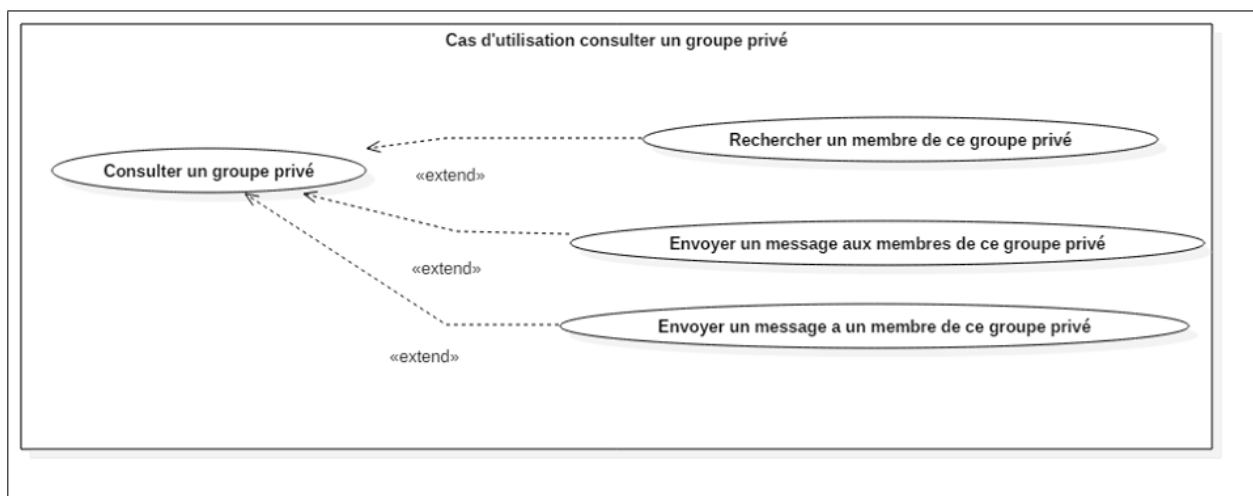 Cas d'utilisation consulter un groupe privé
Rechercher un membre de ce groupe privé
Consulter un groupe privé
«extend»
Envoyer un message aux membres de ce groupe privé
«extend»
Envoyer un message a un membre de ce groupe privé
«extend»